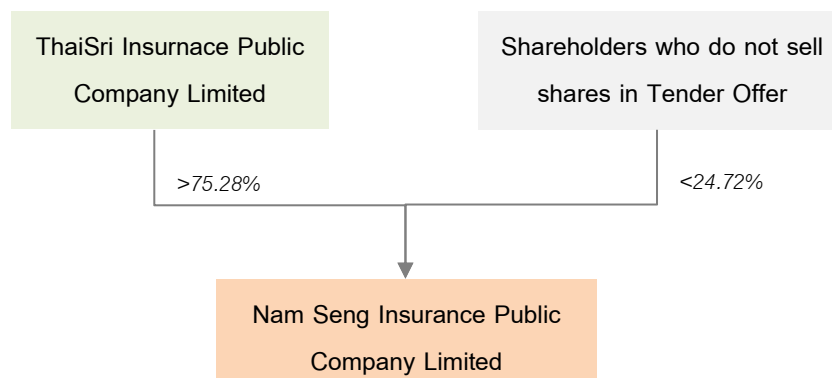 ThaiSri Insurnace Public
Company Limited
Shareholders who do not sell
shares in Tender Offer
>75.28%
<24.72%
Nam Seng Insurance Public
Company Limited